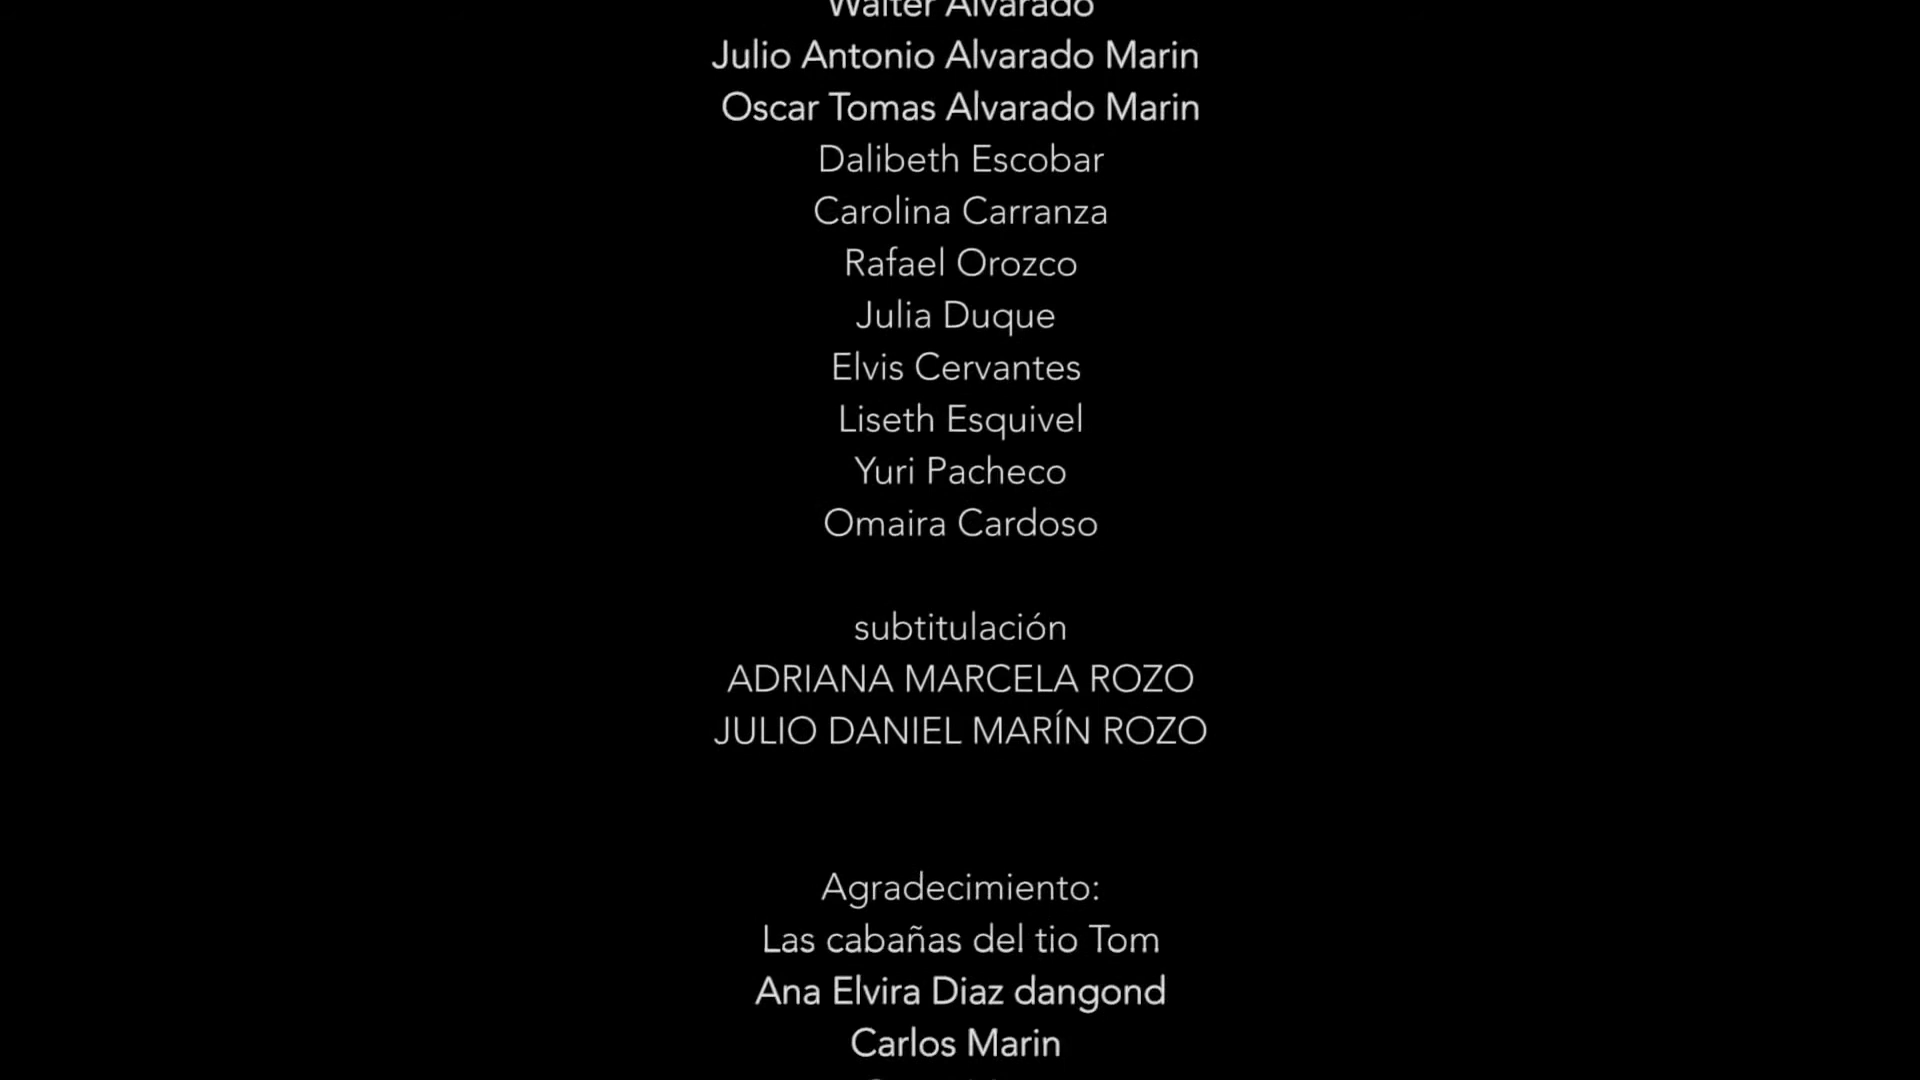 Walter Alvarado
Julio Antonio Alvarado Marin
Oscar Tomas Alvarado Marin
Dalibeth Escobar
Carolina Carranza
Rafael Orozco
Julia Duque
Elvis Cervantes
Liseth Esquivel
Yuri Pacheco
Omaira Cardoso
subtitulación
ADRIANA MARCELA ROZO
JULIO DANIEL MARÍN ROZO
Agradecimiento:
Las cabañas del tio Tom
Ana Elvira Diaz dangond
Carlos Marin